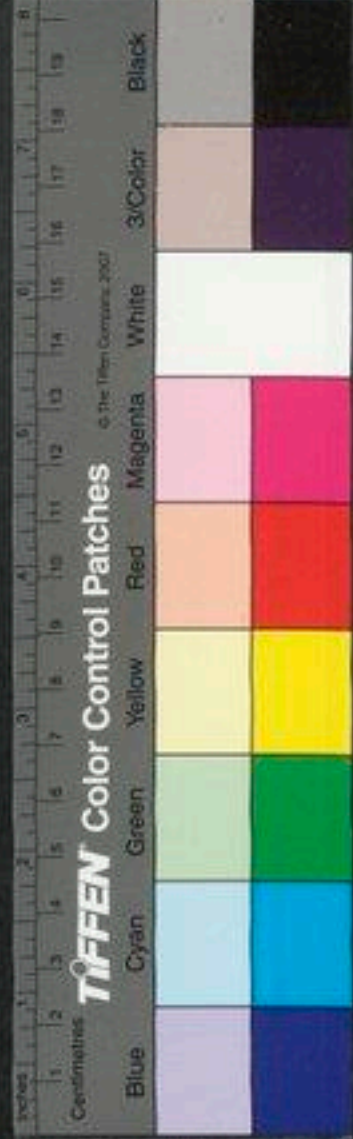 Inches 1 2 3 4 5 6 7 8
Centimetres 1 2 3 4 5 6 7 8 9 10 11 12 13 14 15 16 17 18 19
TIFFEN Color Control Patches © The Tiffen Company, 2007
Blue Cyan Green Yellow Red Magenta White 3/Color Black